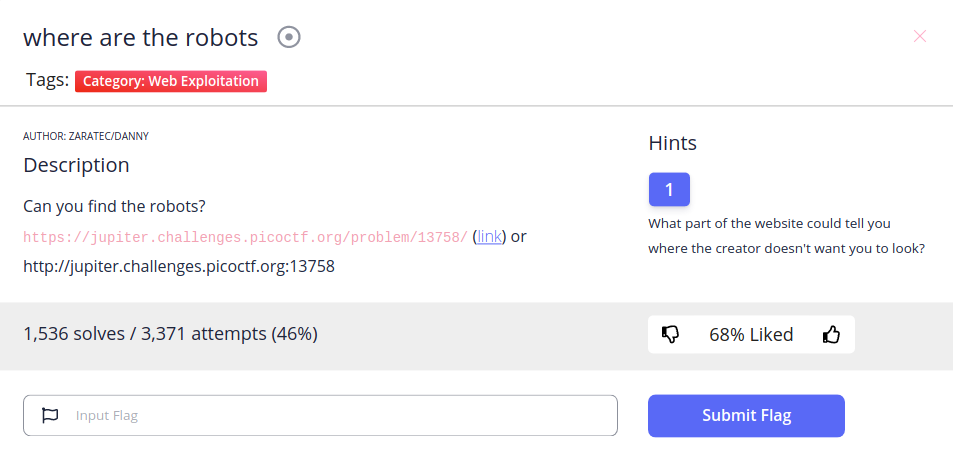 where are the robots
Tags: Category: Web Exploitation
AUTHOR: ZARATEC/DANNY
Description
Can you find the robots?
https://jupiter.challenges.picoctf.org/problem/13758/ (link) or
http://jupiter.challenges.picoctf.org:13758
Hints
1
What part of the website could tell you
where the creator doesn't want you to look?
1,536 solves / 3,371 attempts (46%)
68% Liked
Input Flag
Submit Flag